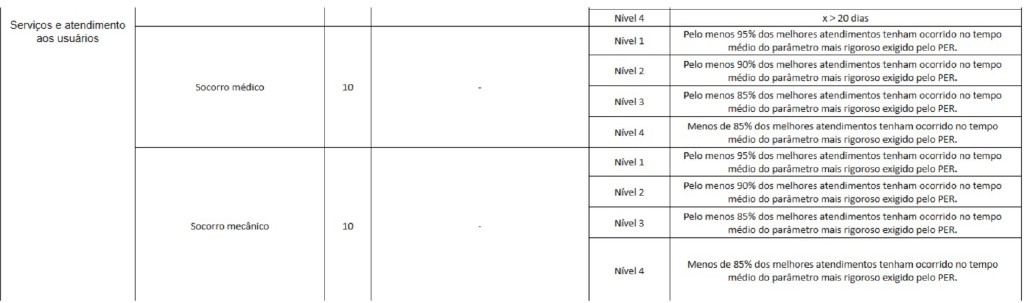 Serviços e atendimento
aos usuários
Nível 4
x > 20 dias
Socorro médico
10
-
Nível 1
Pelo menos 95% dos melhores atendimentos tenham ocorrido no tempo
médio do parâmetro mais rigoroso exigido pelo PER.
Nível 2
Pelo menos 90% dos melhores atendimentos tenham ocorrido no tempo
médio do parâmetro mais rigoroso exigido pelo PER.
Nível 3
Pelo menos 85% dos melhores atendimentos tenham ocorrido no tempo
médio do parâmetro mais rigoroso exigido pelo PER.
Nível 4
Menos de 85% dos melhores atendimentos tenham ocorrido no tempo
médio do parâmetro mais rigoroso exigido pelo PER.
Socorro mecânico
10
-
Nível 1
Pelo menos 95% dos melhores atendimentos tenham ocorrido no tempo
médio do parâmetro mais rigoroso exigido pelo PER.
Nível 2
Pelo menos 90% dos melhores atendimentos tenham ocorrido no tempo
médio do parâmetro mais rigoroso exigido pelo PER.
Nível 3
Pelo menos 85% dos melhores atendimentos tenham ocorrido no tempo
médio do parâmetro mais rigoroso exigido pelo PER.
Nível 4
Menos de 85% dos melhores atendimentos tenham ocorrido no tempo
médio do parâmetro mais rigoroso exigido pelo PER.